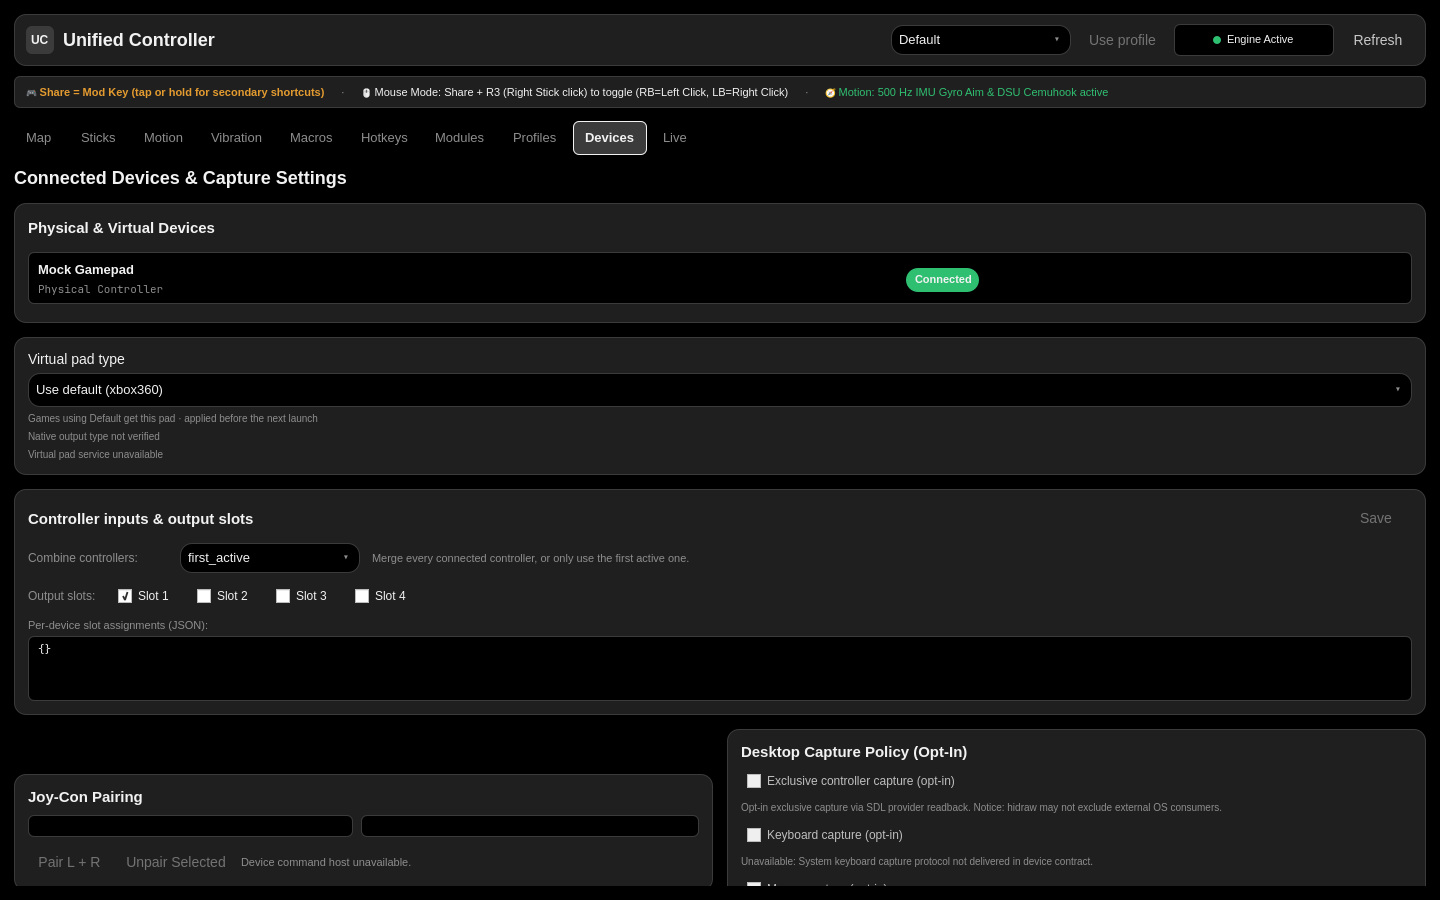 UC Unified Controller Default Use profile Engine Active Refresh
Share = Mod Key (tap or hold for secondary shortcuts) · Mouse Mode: Share + R3 (Right Stick click) to toggle (RB=Left Click, LB=Right Click) · Motion: 500 Hz IMU Gyro Aim & DSU Cemuhook active
Map Sticks Motion Vibration Macros Hotkeys Modules Profiles Devices Live
Connected Devices & Capture Settings
Physical & Virtual Devices
Mock Gamepad
Physical Controller
Connected
Virtual pad type
Use default (xbox360)
Games using Default get this pad · applied before the next launch
Native output type not verified
Virtual pad service unavailable
Controller inputs & output slots Save
Combine controllers: first_active Merge every connected controller, or only use the first active one.
Output slots: Slot 1 Slot 2 Slot 3 Slot 4
Per-device slot assignments (JSON):
{}
Joy-Con Pairing
Pair L + R Unpair Selected Device command host unavailable.
Desktop Capture Policy (Opt-In)
Exclusive controller capture (opt-in)
Opt-in exclusive capture via SDL provider readback. Notice: hidraw may not exclude external OS consumers.
Keyboard capture (opt-in)
Unavailable: System keyboard capture protocol not delivered in device contract.